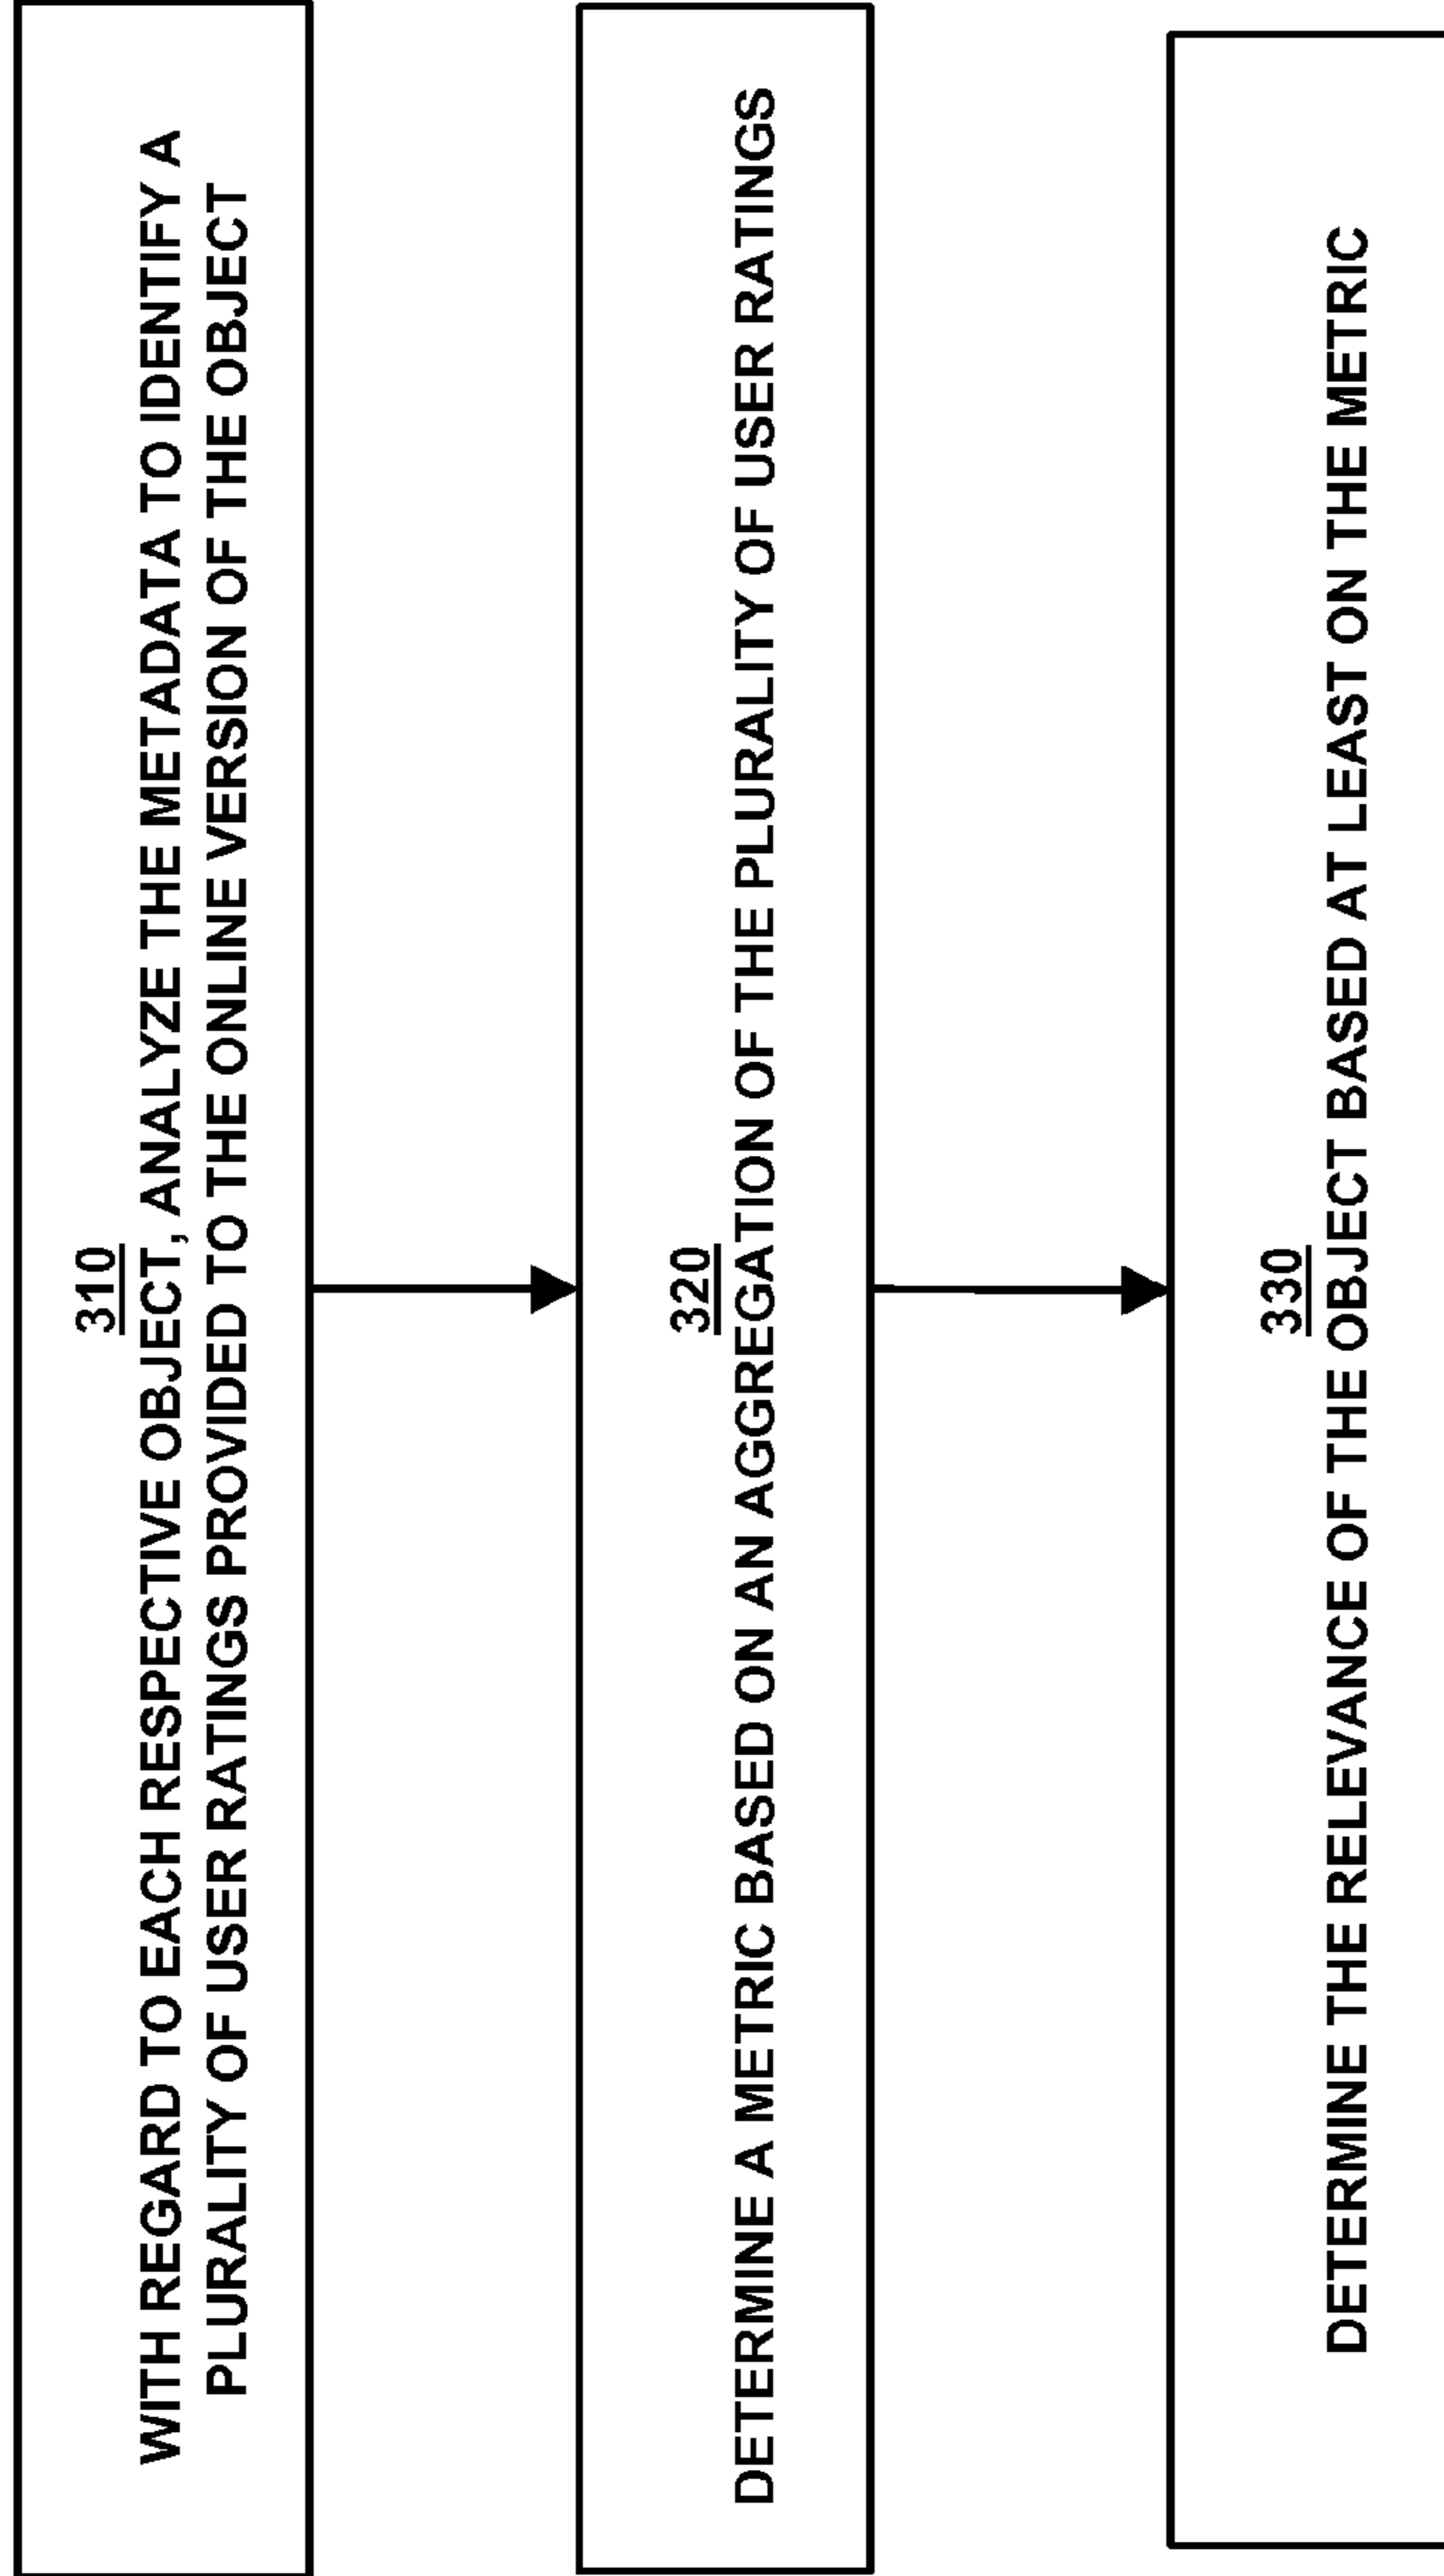 310
WITH REGARD TO EACH RESPECTIVE OBJECT, ANALYZE THE METADATA TO IDENTIFY A
PLURALITY OF USER RATINGS PROVIDED TO THE ONLINE VERSION OF THE OBJECT
320
DETERMINE A METRIC BASED ON AN AGGREGATION OF THE PLURALITY OF USER RATINGS
330
DETERMINE THE RELEVANCE OF THE OBJECT BASED AT LEAST ON THE METRIC